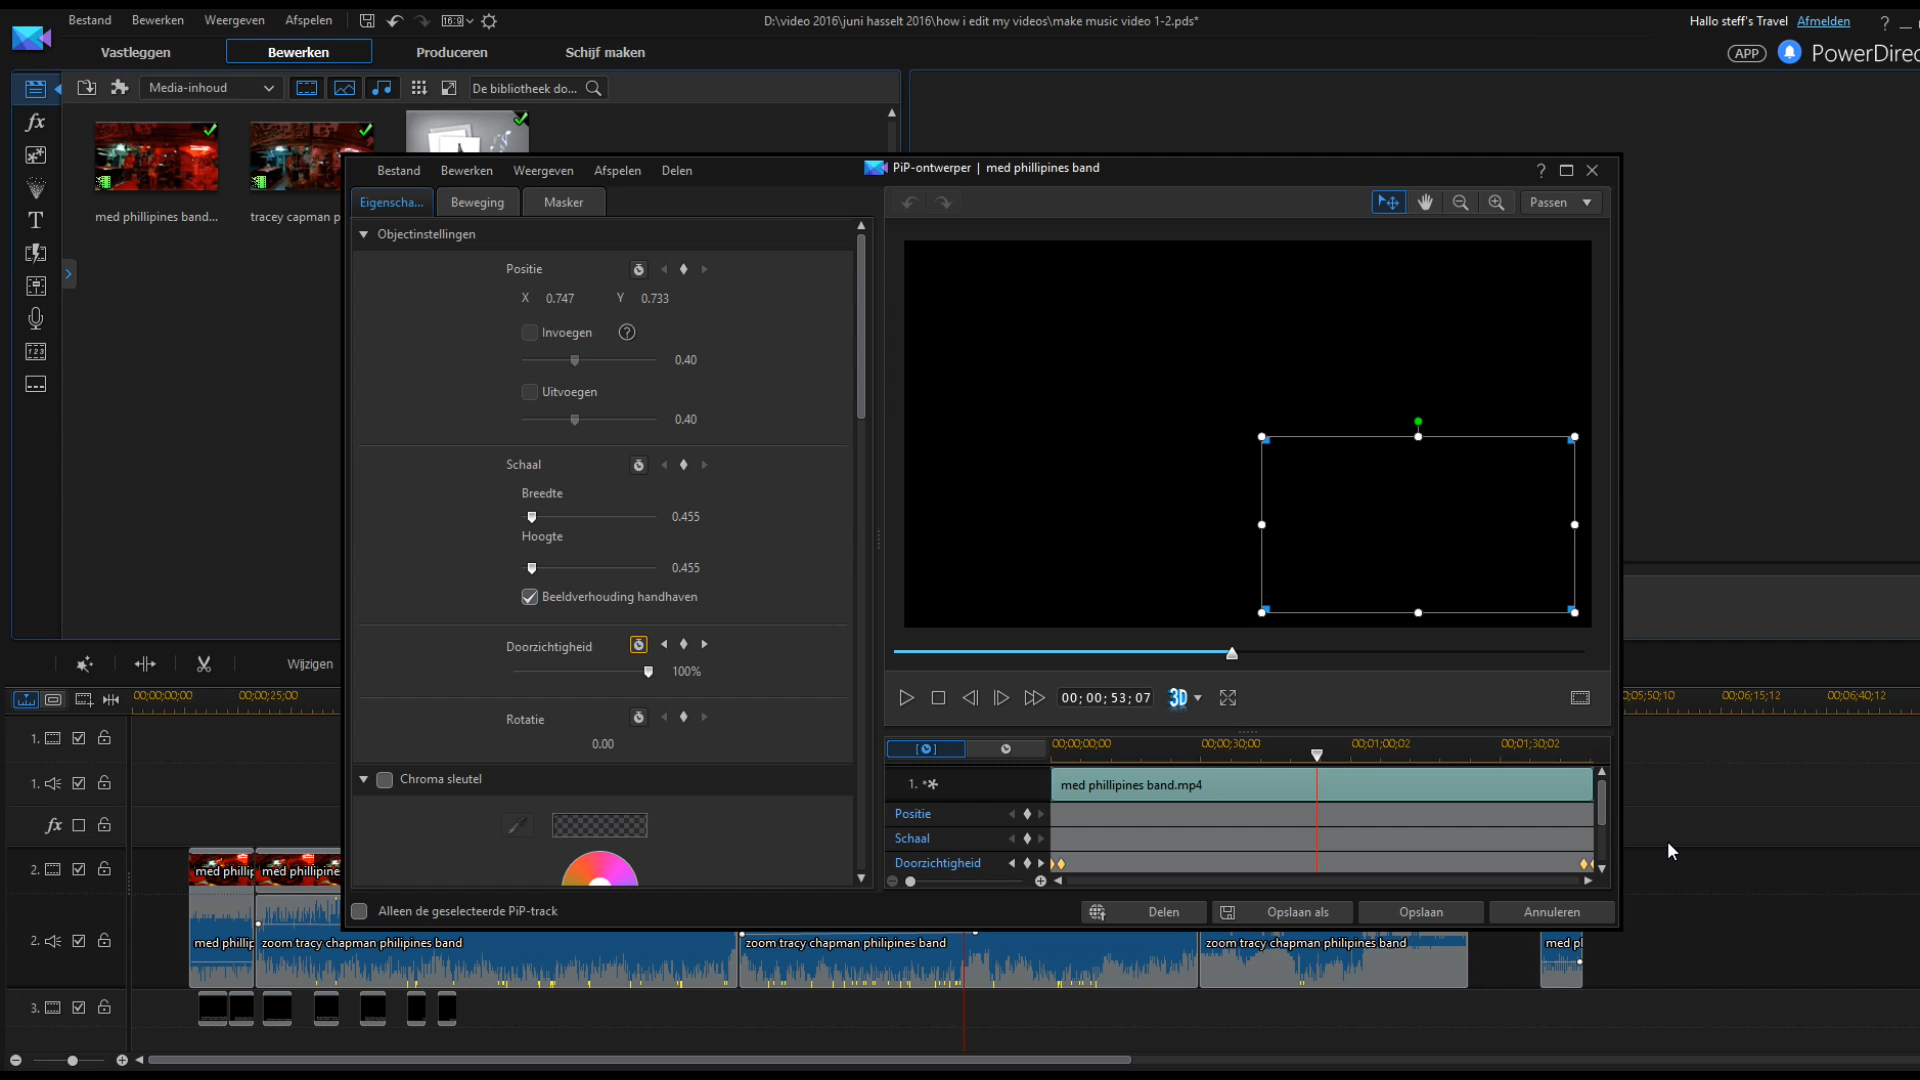 Bestand Bewerken Weergeven Afspelen 16:9 D:\video 2016\juni hasselt 2016\how i edit my videos\make music video 1-2.pds* Hallo steff's Travel Afmelden ?
Vastleggen Bewerken Produceren Schijf maken APP PowerDirec
Media-inhoud De bibliotheek do...
fx
med phillipines band... tracey capman p
T
PiP-ontwerper | med phillipines band ?
Bestand Bewerken Weergeven Afspelen Delen
Eigenscha... Beweging Masker Passen
Objectinstellingen
Positie
X 0.747 Y 0.733
Invoegen ?
0.40
Uitvoegen
0.40
Schaal
Breedte
0.455
Hoogte
0.455
Beeldverhouding handhaven
Doorzichtigheid
100%
Rotatie
0.00
Chroma sleutel
00;00;53;07 3D
00;00;00;00 00;00;30;00 00;01;00;02 00;01;30;02
1. med phillipines band.mp4
Positie
Schaal
Doorzichtigheid
Alleen de geselecteerde PiP-track Delen Opslaan als Opslaan Annuleren
Wijzigen
00;00;00;00 00;00;25;00 0;05;50;10 00;06;15;12 00;06;40;12
1.
1.
fx
2. med phillip med phillipine
2. med phillip zoom tracy chapman philipines band zoom tracy chapman philipines band zoom tracy chapman philipines band med pl
3.